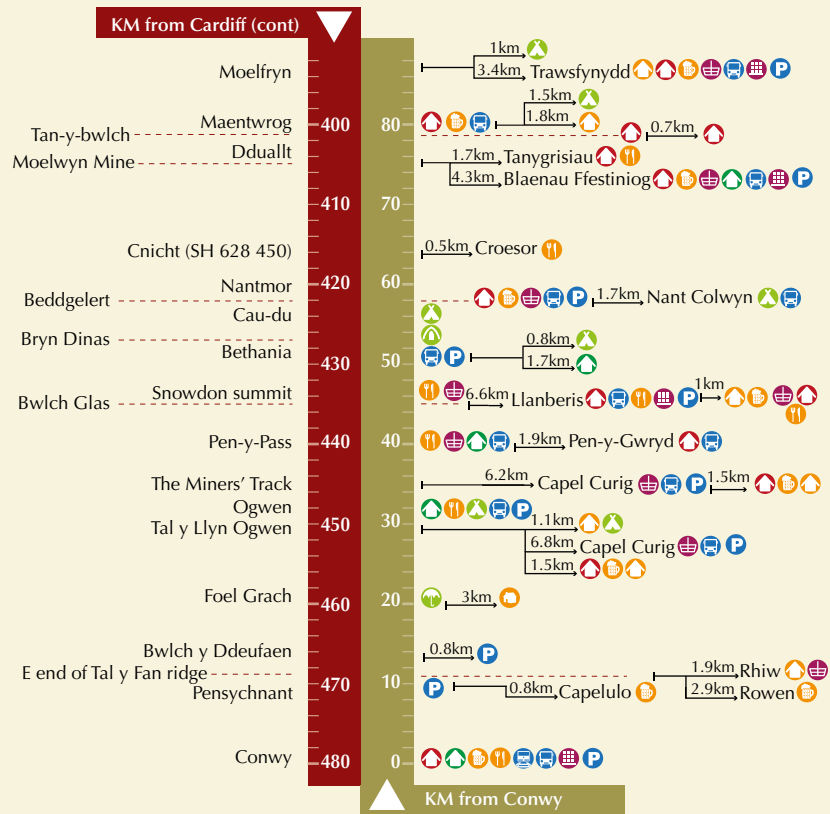 KM from Cardiff (cont)
1km
Moelfryn
3.4km Trawsfynydd P
1.5km
Maentwrog 400 80 1.8km
Tan-y-bwlch 0.7km
Dduallt
Moelwyn Mine 1.7km Tanygrisiau
4.3km Blaenau Ffestiniog P
410 70
Cnicht (SH 628 450) 0.5km Croesor
420 60
Nantmor
Beddgelert P 1.7km Nant Colwyn
Cau-du
Bryn Dinas 0.8km
Bethania P
430 50 1.7km
Snowdon summit 1km
Bwlch Glas 6.6km Llanberis P
Pen-y-Pass 440 40 1.9km Pen-y-Gwryd
The Miners' Track 6.2km Capel Curig P 1.5km
Ogwen P
Tal y Llyn Ogwen 450 30 1.1km
6.8km Capel Curig P
1.5km
Foel Grach 460 20 3km
Bwlch y Ddeufaen 0.8km P
E end of Tal y Fan ridge 1.9km Rhiw
Pensychnant 470 10 P 0.8km Capelulo 2.9km Rowen
Conwy 480 0 P
KM from Conwy